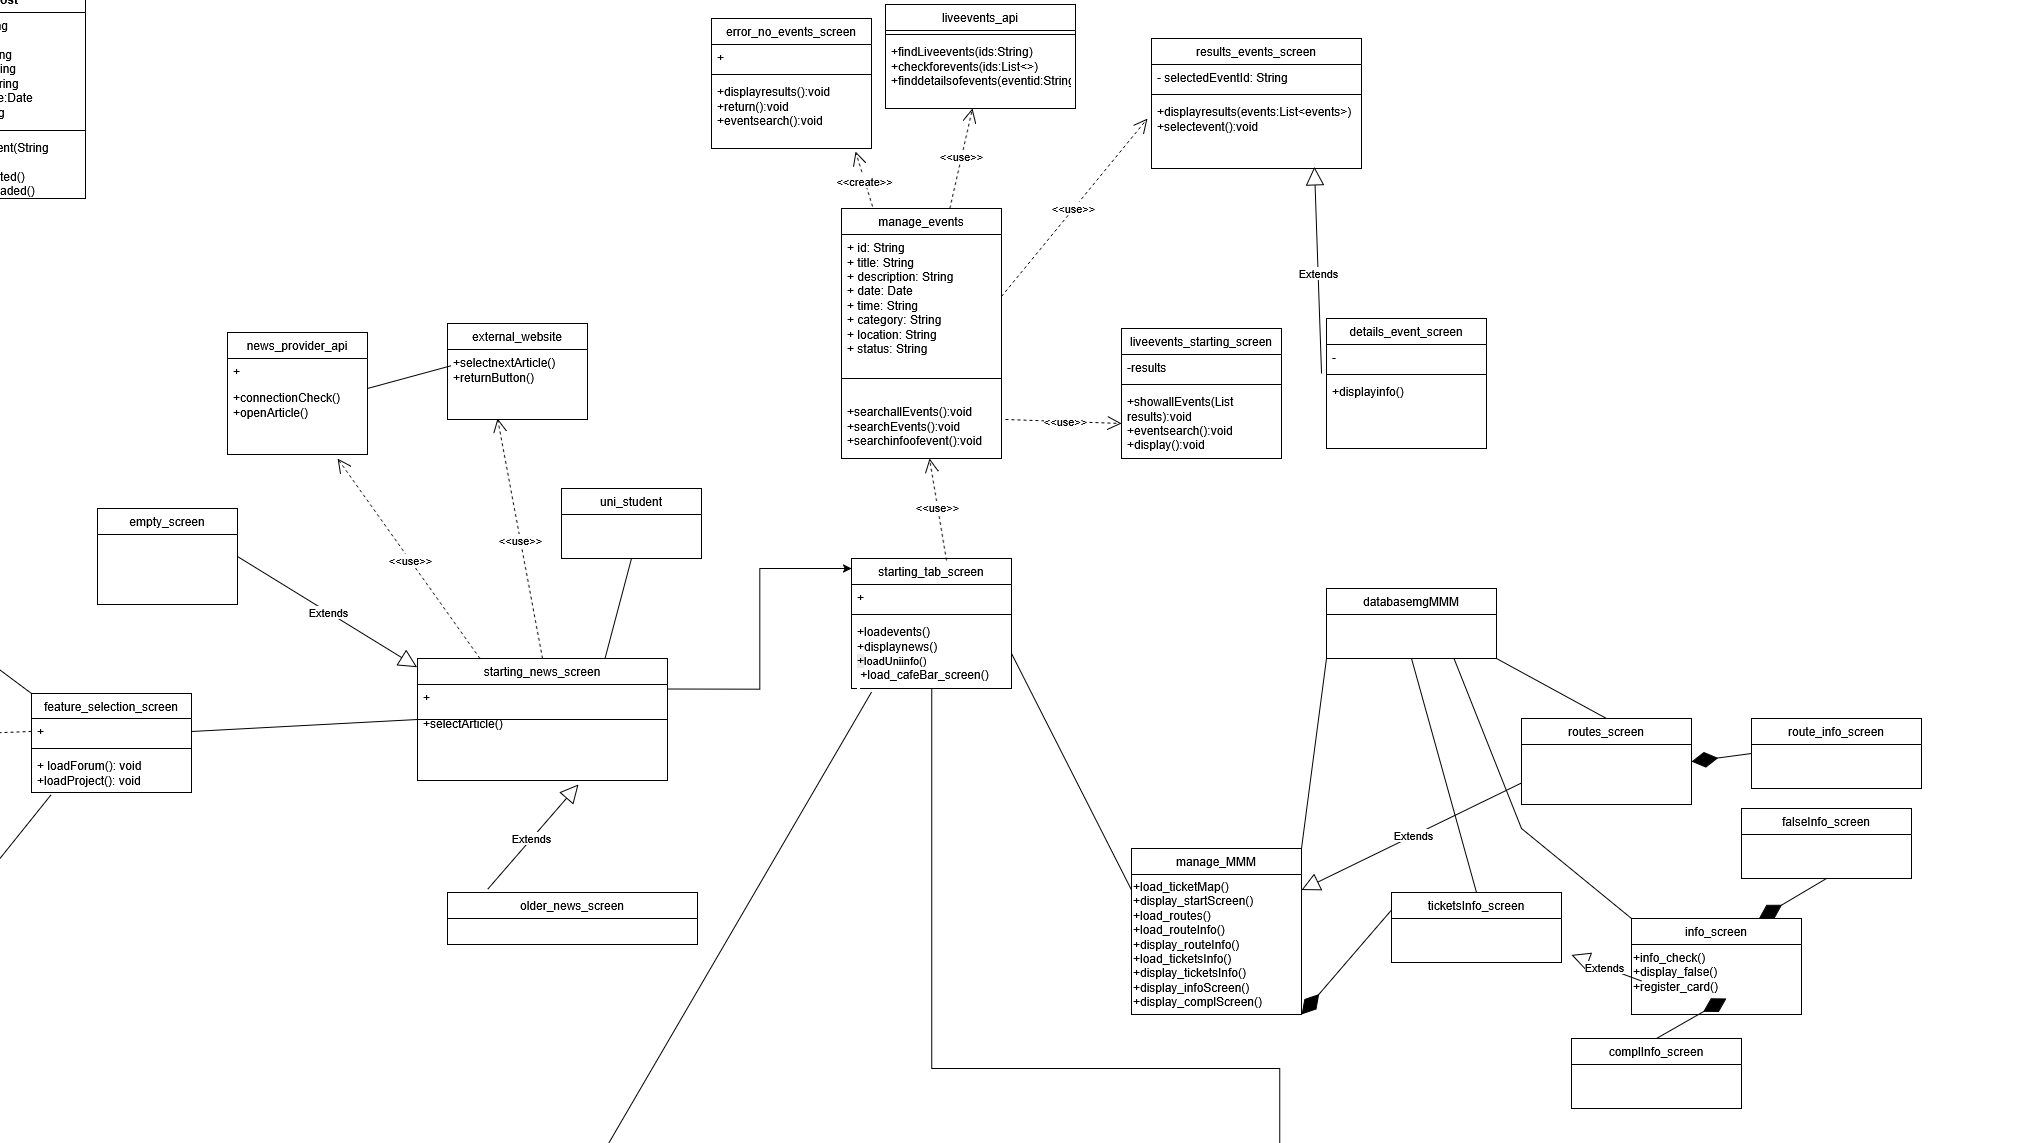 ost
ng
ng
ing
ring
e:Date
g
ent(String
ted()
aded()
error_no_events_screen
+
+displayresults():void
+return():void
+eventsearch():void
liveevents_api
+findLiveevents(ids:String)
+checkforevents(ids:List<>)
+finddetailsofevents(eventid:String
results_events_screen
- selectedEventId: String
+displayresults(events:List<events>)
+selectevent():void
<<create>>
<<use>>
<<use>>
manage_events
+ id: String
+ title: String
+ description: String
+ date: Date
+ time: String
+ category: String
+ location: String
+ status: String
+searchallEvents():void
+searchEvents():void
+searchinfoofevent():void
Extends
liveevents_starting_screen
-results
+showallEvents(List
results):void
+eventsearch():void
+display():void
details_event_screen
-
+displayinfo()
<<use>>
<<use>>
news_provider_api
+
+connectionCheck()
+openArticle()
external_website
+selectnextArticle()
+returnButton()
empty_screen
uni_student
<<use>>
<<use>>
Extends
starting_tab_screen
+
+loadevents()
+displaynews()
+loadUniinfo()
+load_cafeBar_screen()
feature_selection_screen
+
+ loadForum(): void
+loadProject(): void
starting_news_screen
+
+selectArticle()
Extends
older_news_screen
databasemgMMM
routes_screen
route_info_screen
falseInfo_screen
Extends
manage_MMM
+load_ticketMap()
+display_startScreen()
+load_routes()
+load_routeInfo()
+display_routeInfo()
+load_ticketsInfo()
+display_ticketsInfo()
+display_infoScreen()
+display_complScreen()
ticketsInfo_screen
Extends
info_screen
+info_check()
+display_false()
+register_card()
complInfo_screen